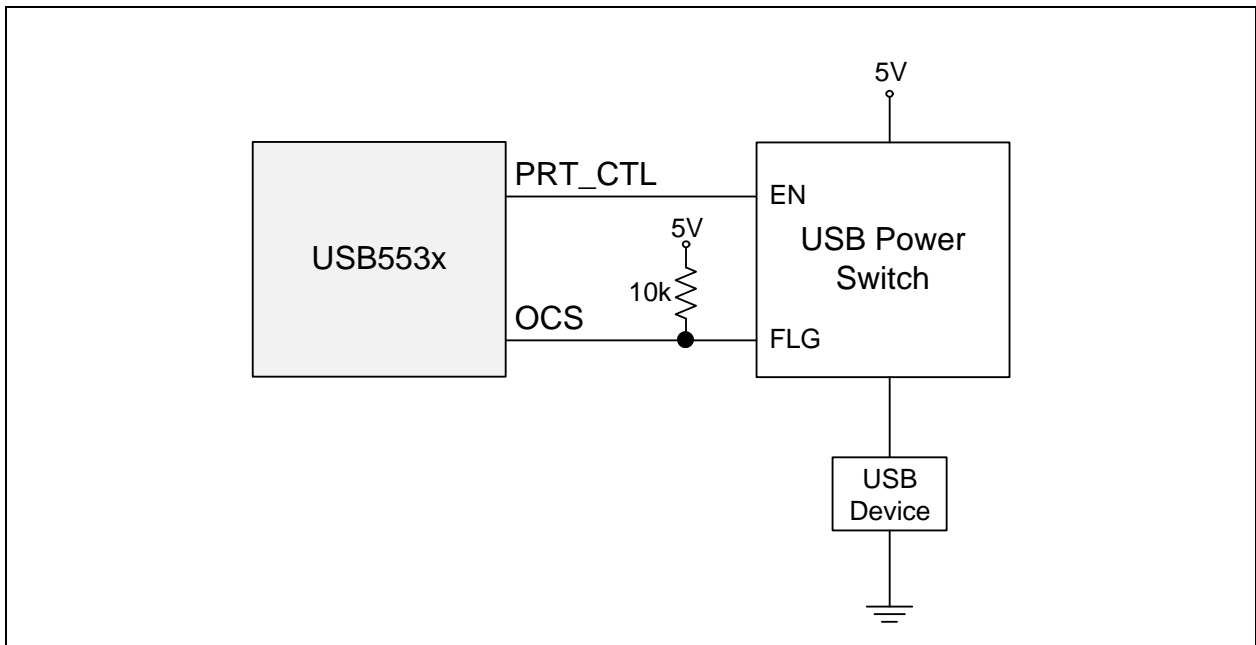 5V
PRT_CTL
EN
5V
USB Power
Switch
USB553x
10k
OCS
FLG
USB
Device